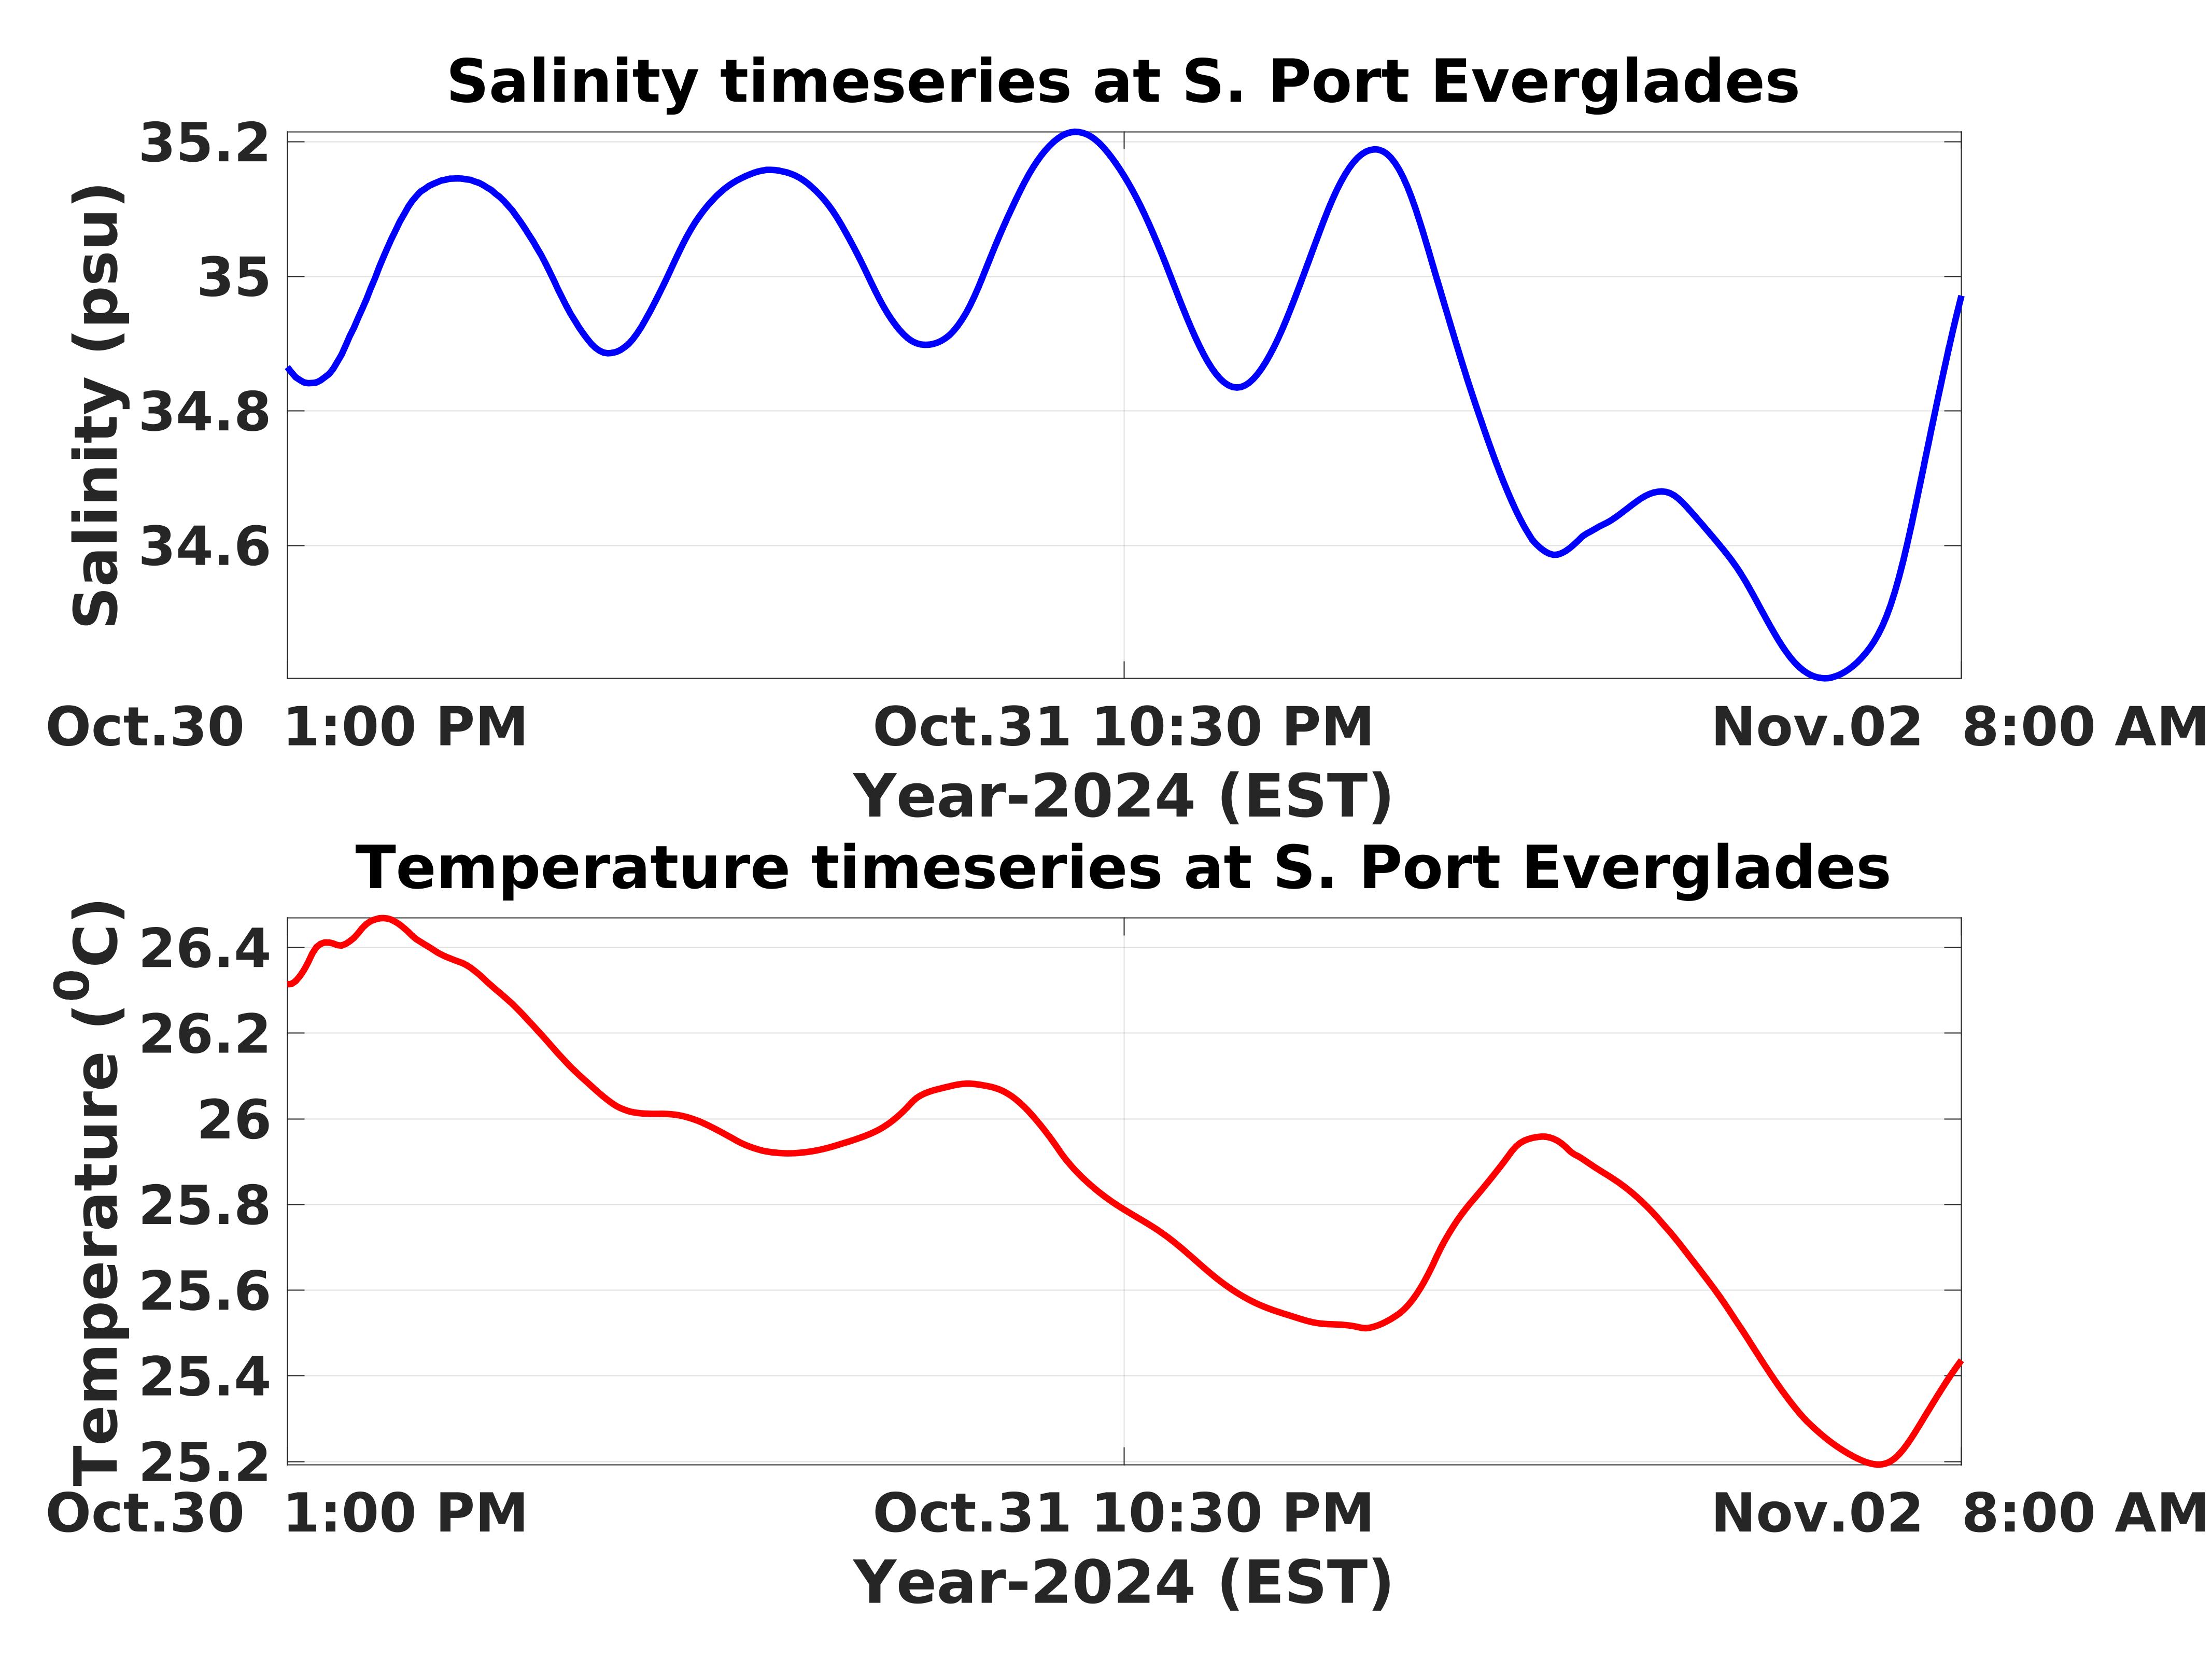 Salinity timeseries at S. Port Everglades
Salinity (psu)
35.2
35
34.8
34.6
Oct.30  1:00 PM
Oct.31 10:30 PM
Nov.02  8:00 AM
Year-2024 (EST)
Temperature timeseries at S. Port Everglades
Temperature (⁰C)
26.4
26.2
26
25.8
25.6
25.4
25.2
Oct.30  1:00 PM
Oct.31 10:30 PM
Nov.02  8:00 AM
Year-2024 (EST)